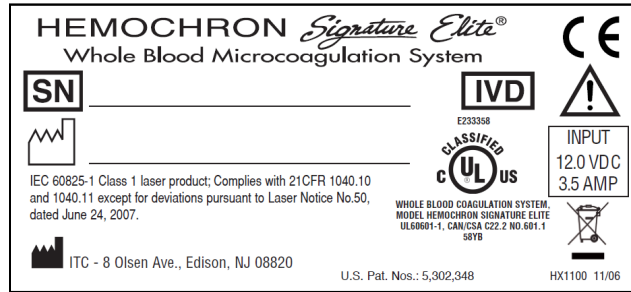 HEMOCHRON Signature Elite®
Whole Blood Microcoagulation System
CE
SN
IVD
E233358
CLASSIFIED
C UL US
INPUT
12.0 VDC
3.5 AMP
IEC 60825-1 Class 1 laser product; Complies with 21CFR 1040.10
and 1040.11 except for deviations pursuant to Laser Notice No.50,
dated June 24, 2007.
WHOLE BLOOD COAGULATION SYSTEM,
MODEL HEMOCHRON SIGNATURE ELITE
UL60601-1, CAN/CSA C22.2 NO.601.1
58YB
ITC - 8 Olsen Ave., Edison, NJ 08820
U.S. Pat. Nos.: 5,302,348
HX1100 11/06